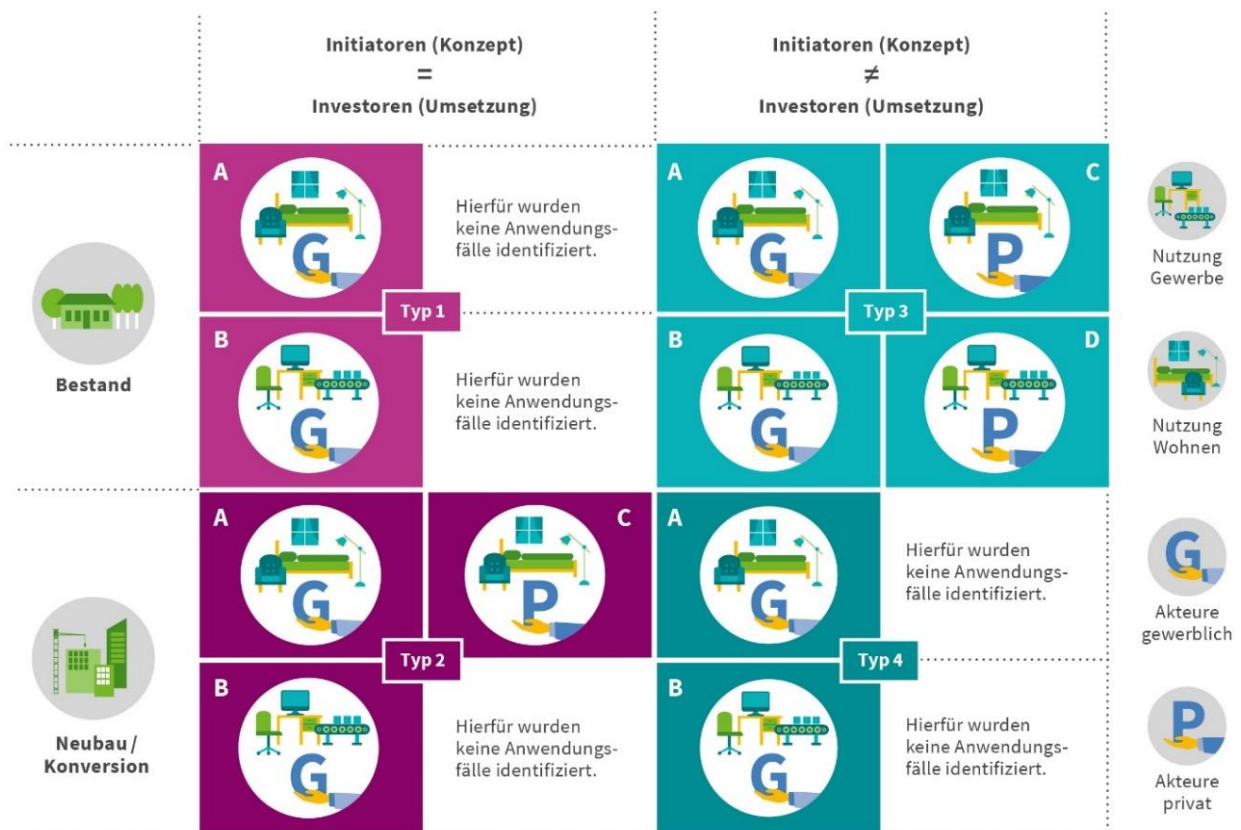 Initiatoren (Konzept)
=
Investoren (Umsetzung)
Initiatoren (Konzept)
≠
Investoren (Umsetzung)
Bestand
A
G
Hierfür wurden
keine Anwendungs-
fälle identifiziert.
A
G
C
P
Typ 1
Typ 3
B
G
Hierfür wurden
keine Anwendungs-
fälle identifiziert.
B
G
D
P
Neubau /
Konversion
A
G
C
P
A
G
Hierfür wurden
keine Anwendungs-
fälle identifiziert.
Typ 2
Typ 4
B
G
Hierfür wurden
keine Anwendungs-
fälle identifiziert.
B
G
Hierfür wurden
keine Anwendungs-
fälle identifiziert.
Nutzung
Gewerbe
Nutzung
Wohnen
G
Akteure
gewerblich
P
Akteure
privat